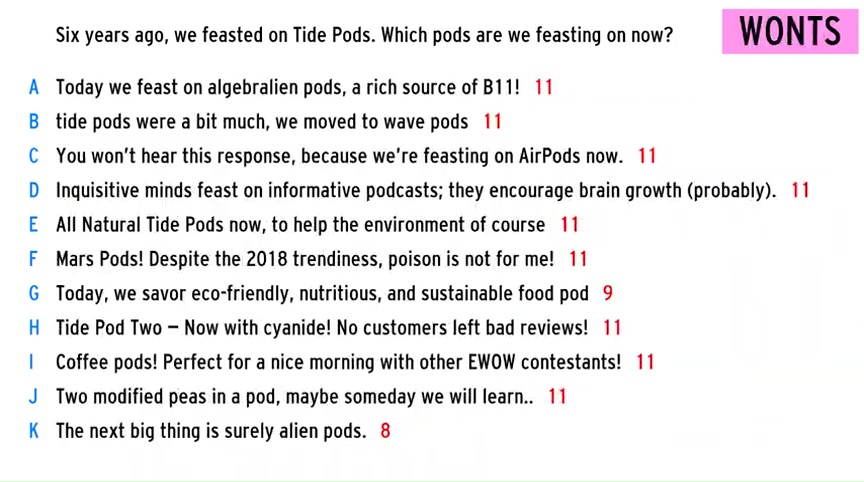 Six years ago, we feasted on Tide Pods. Which pods are we feasting on now?
WONTS
A Today we feast on algebralien pods, a rich source of B11! 11
B tide pods were a bit much, we moved to wave pods 11
C You won't hear this response, because we're feasting on AirPods now. 11
D Inquisitive minds feast on informative podcasts; they encourage brain growth (probably). 11
E All Natural Tide Pods now, to help the environment of course 11
F Mars Pods! Despite the 2018 trendiness, poison is not for me! 11
G Today, we savor eco-friendly, nutritious, and sustainable food pod 9
H Tide Pod Two – Now with cyanide! No customers left bad reviews! 11
I Coffee pods! Perfect for a nice morning with other EWOW contestants! 11
J Two modified peas in a pod, maybe someday we will learn.. 11
K The next big thing is surely alien pods. 8